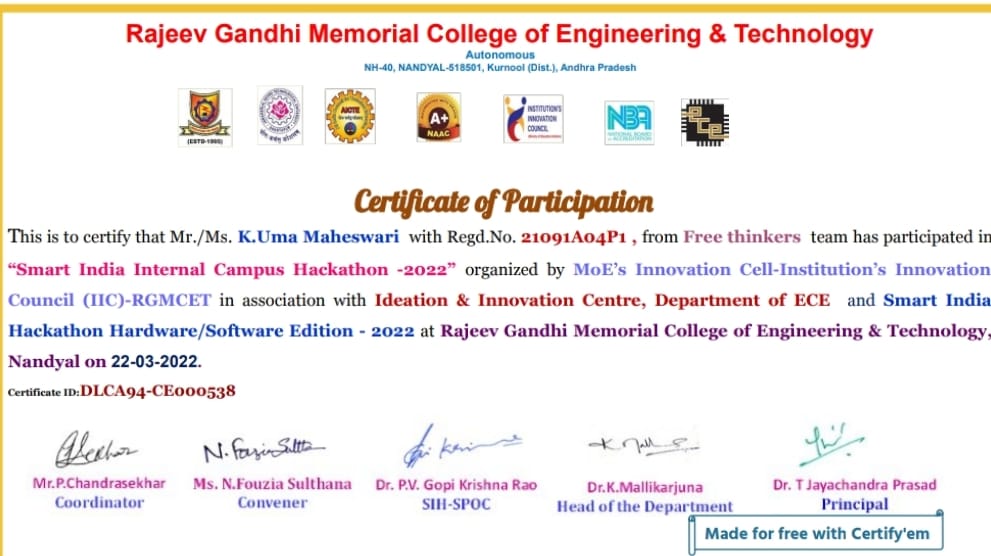 Rajeev Gandhi Memorial College of Engineering & Technology
Autonomous
NH-40, NANDYAL-518501, Kurnool (Dist.), Andhra Pradesh
(ESTD-1995)
AICTE
A+
NAAC
INSTITUTION'S
INNOVATION
COUNCIL
NBA
NATIONAL BOARD
of ACCREDITATION
ece
Certificate of Participation
This is to certify that Mr./Ms. K.Uma Maheswari with Regd.No. 21091A04P1 , from Free thinkers team has participated in
“Smart India Internal Campus Hackathon -2022” organized by MoE’s Innovation Cell-Institution’s Innovation
Council (IIC)-RGMCET in association with Ideation & Innovation Centre, Department of ECE and Smart India
Hackathon Hardware/Software Edition - 2022 at Rajeev Gandhi Memorial College of Engineering & Technology,
Nandyal on 22-03-2022.
Certificate ID:DLCA94-CE000538
N. Fouzia Sultha
Mr.P.Chandrasekhar Ms. N.Fouzia Sulthana Dr. P.V. Gopi Krishna Rao Dr.K.Mallikarjuna Dr. T Jayachandra Prasad
Coordinator Convener SIH-SPOC Head of the Department Principal
Made for free with Certify'em